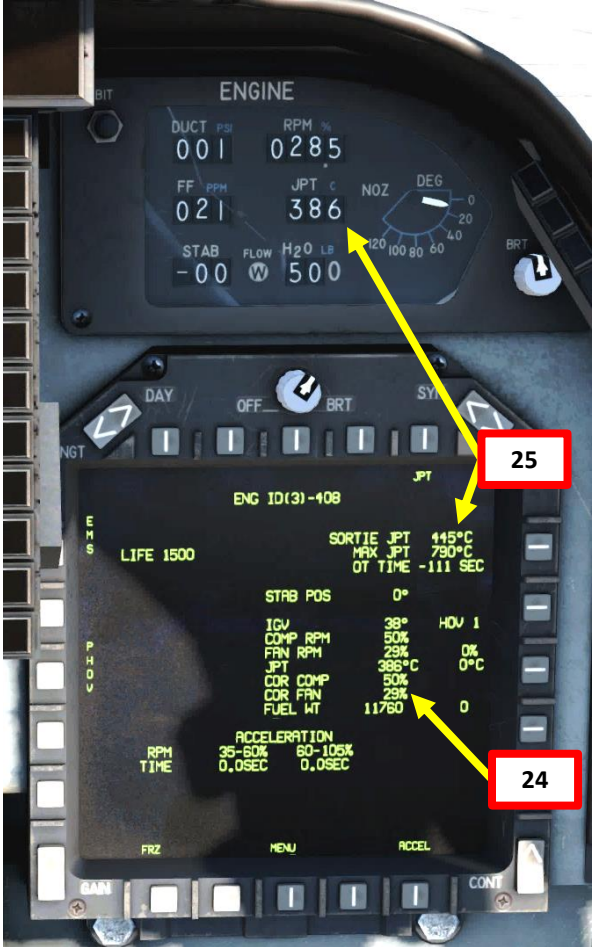 BIT
ENGINE
DUCT PSI RPM %
001 0285
FF PPM JPT C NOZ DEG
021 386
0
20
40
60
80
100
120
STAB FLOW H2O LB
-00 W 500
BRT
DAY
OFF BRT
25
JPT
ENG ID(3)-408
EMS
SORTIE JPT 445°C
LIFE 1500 MAX JPT 790°C
OT TIME -111 SEC
STAB POS 0°
IGV 38° HOV 1
COMP RPM 50%
PHOV
FAN RPM 29% 0%
JPT 386°C 0°C
COR COMP 50%
COR FAN 29%
FUEL WT 11760 0
24
ACCELERATION
RPM 35-60% 60-105%
TIME 0.0SEC 0.0SEC
FRZ MENU ACCEL
GAIN CONT